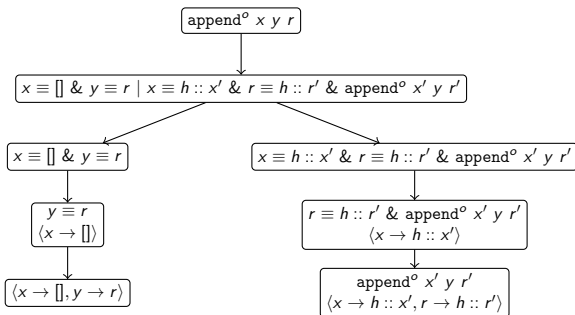 appendᵒ x y r
x ≡ [] & y ≡ r | x ≡ h :: x′ & r ≡ h :: r′ & appendᵒ x′ y r′
x ≡ [] & y ≡ r
x ≡ h :: x′ & r ≡ h :: r′ & appendᵒ x′ y r′
y ≡ r
⟨x → []⟩
r ≡ h :: r′ & appendᵒ x′ y r′
⟨x → h :: x′⟩
⟨x → [], y → r⟩
appendᵒ x′ y r′
⟨x → h :: x′, r → h :: r′⟩